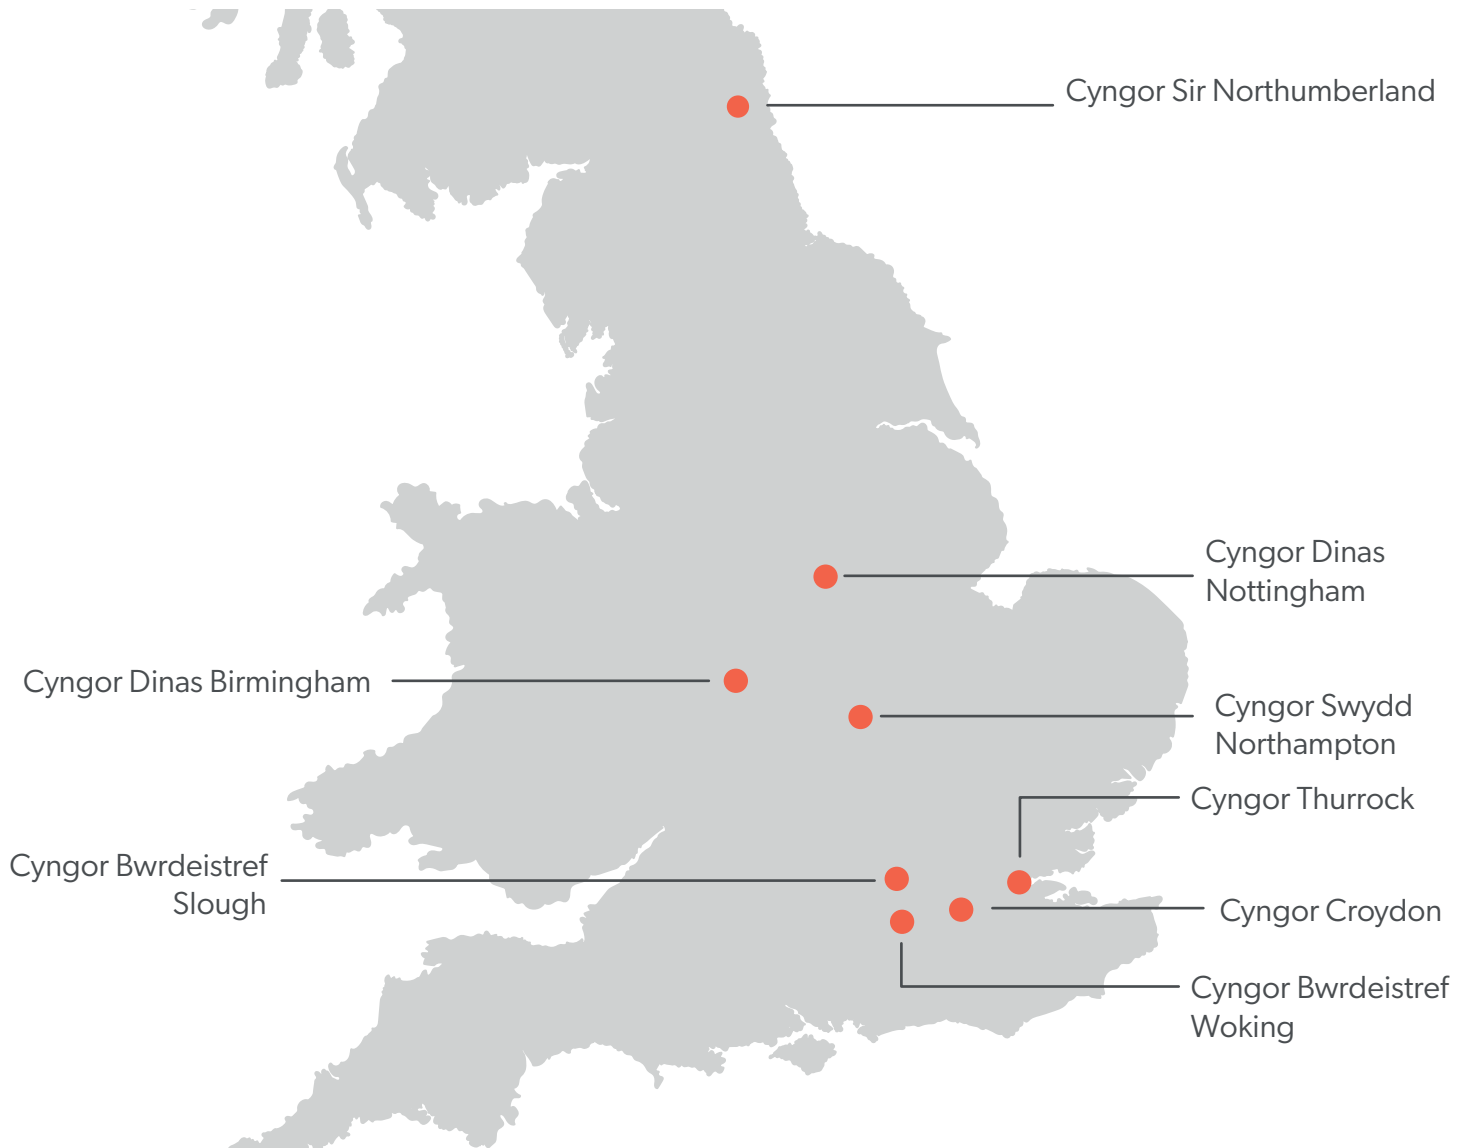 Cyngor Sir Northumberland
Cyngor Dinas
Nottingham
Cyngor Dinas Birmingham
Cyngor Swydd
Northampton
Cyngor Thurrock
Cyngor Bwrdeistref
Slough
Cyngor Croydon
Cyngor Bwrdeistref
Woking